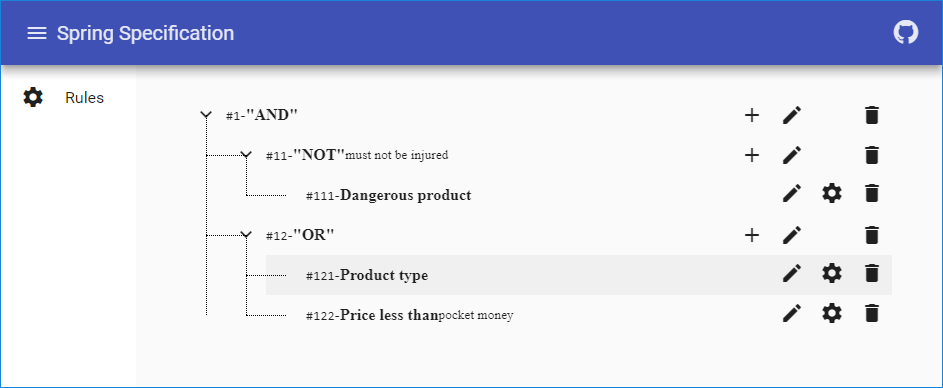 Spring Specification
Rules
#1-"AND"
#11-"NOT"must not be injured
#111-Dangerous product
#12-"OR"
#121-Product type
#122-Price less thanpocket money